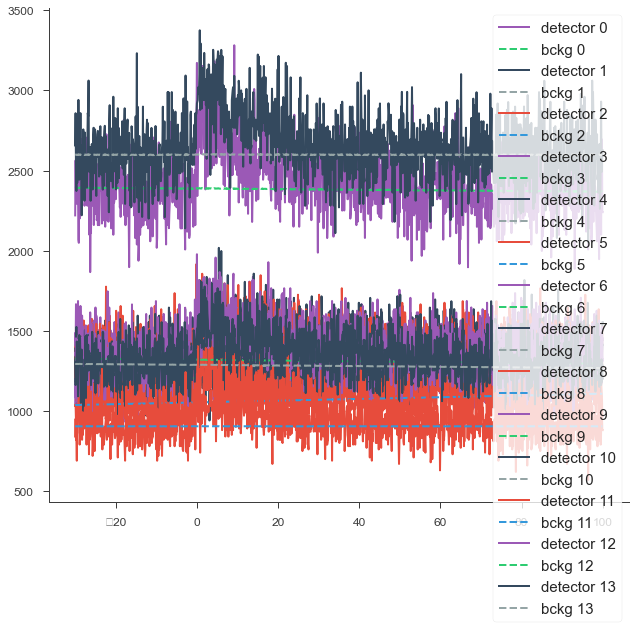 3500
3000
2500
2000
1500
1000
500
□20
0
20
40
60
100
detector 0
bckg 0
detector 1
bckg 1
detector 2
bckg 2
detector 3
bckg 3
detector 4
bckg 4
detector 5
bckg 5
detector 6
bckg 6
detector 7
bckg 7
detector 8
bckg 8
detector 9
bckg 9
detector 10
bckg 10
detector 11
bckg 11
detector 12
bckg 12
detector 13
bckg 13